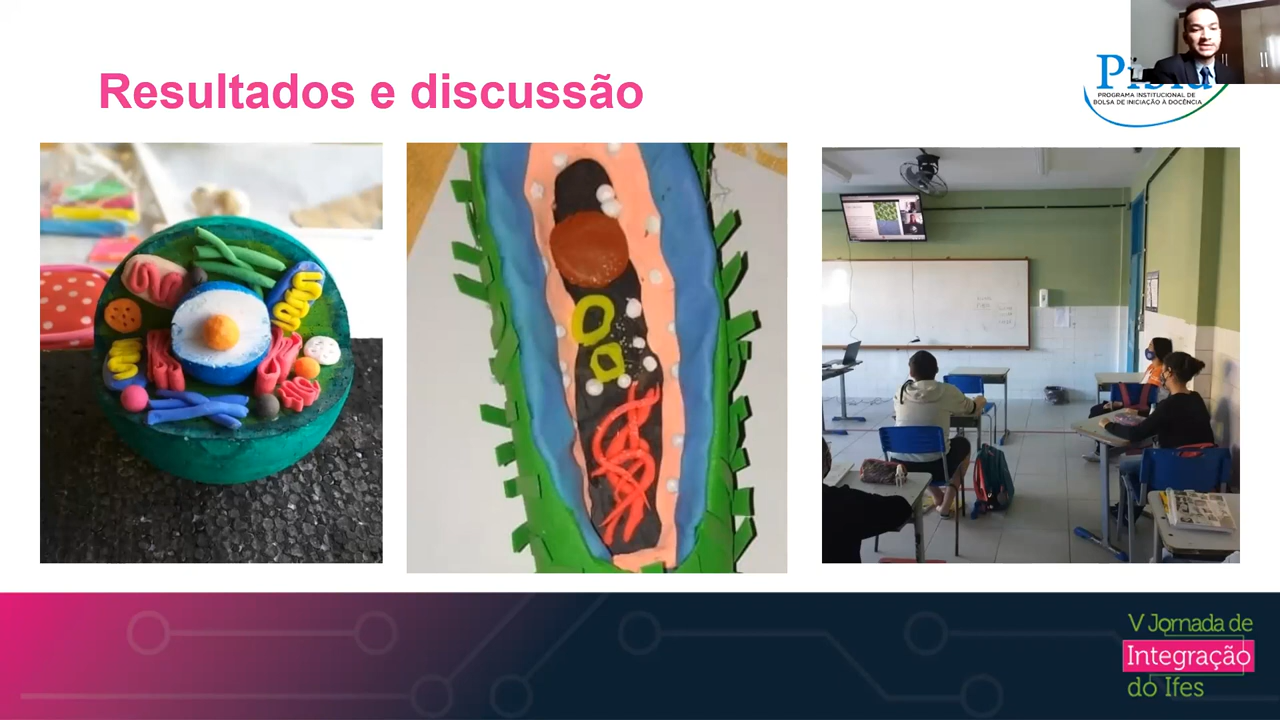 Resultados e discussão
PROGRAMA INSTITUCIONAL DE
BOLSA DE INICIAÇÃO À DOCÊNCIA
V Jornada de
Integração
do Ifes